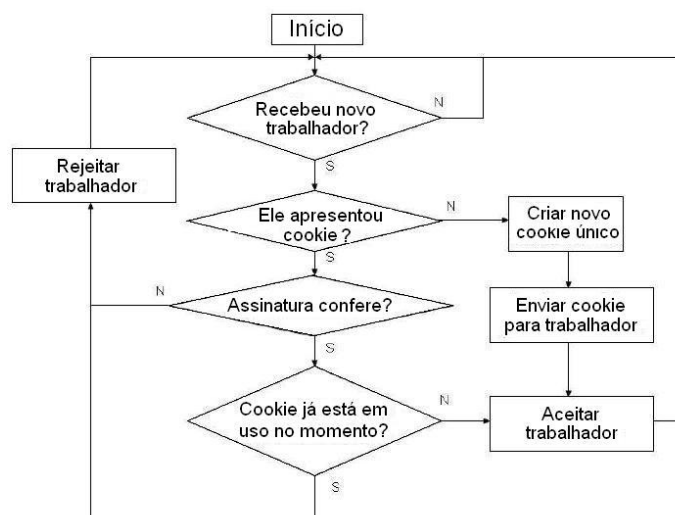 Início
Recebeu novo
trabalhador?
N
S
Rejeitar
trabalhador
Ele apresentou
cookie ?
N
S
Criar novo
cookie único
Assinatura confere?
N
S
Enviar cookie
para trabalhador
Cookie já está em
uso no momento?
N
S
Aceitar
trabalhador